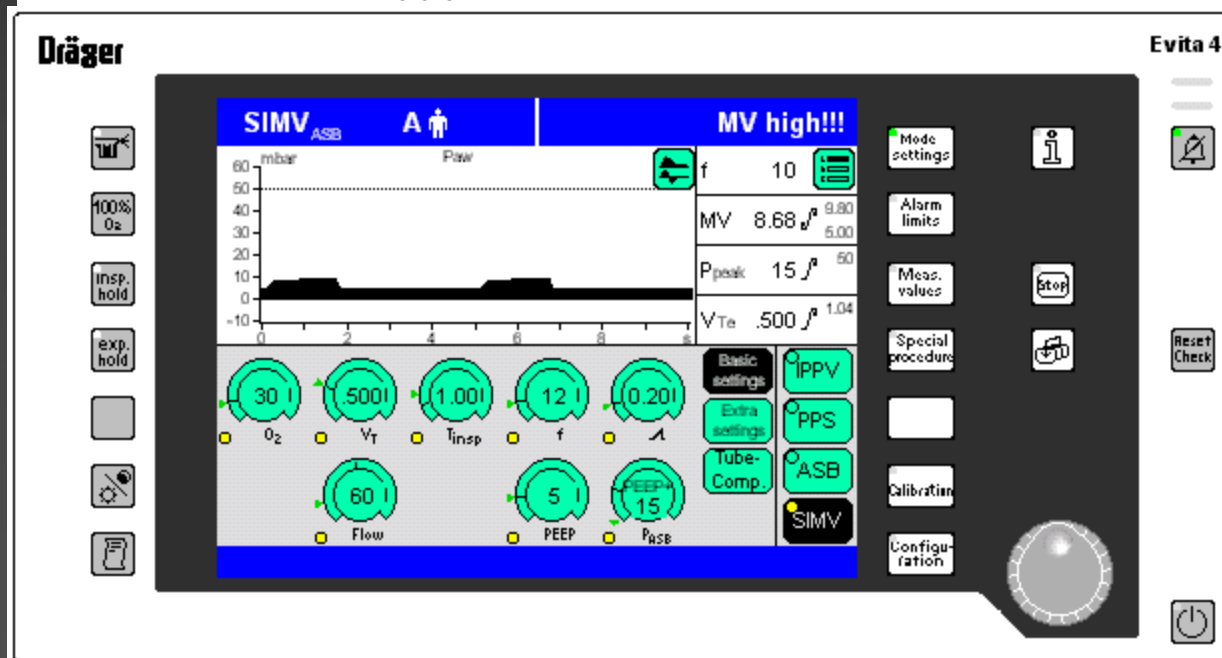 Dräger
Evita 4
SIMV ASB
A
MV high!!!
mbar
Paw
60
50
40
30
20
10
0
-10
0
2
4
6
8
s
f 10
MV 8.68 9.80
5.00
Ppeak 15 50
VTe .500 1.04
30
O2
.500
VT
1.00
Tinsp
12
f
0.20
60
Flow
5
PEEP
PEEP+
15
PASB
Basic
settings
Extra
settings
Tube-
Comp.
IPPV
PPS
ASB
SIMV
100%
O2
insp.
hold
exp.
hold
Mode
settings
Alarm
limits
Meas.
values
Special
procedure
Calibration
Configu-
ration
i
Stop
Reset
Check